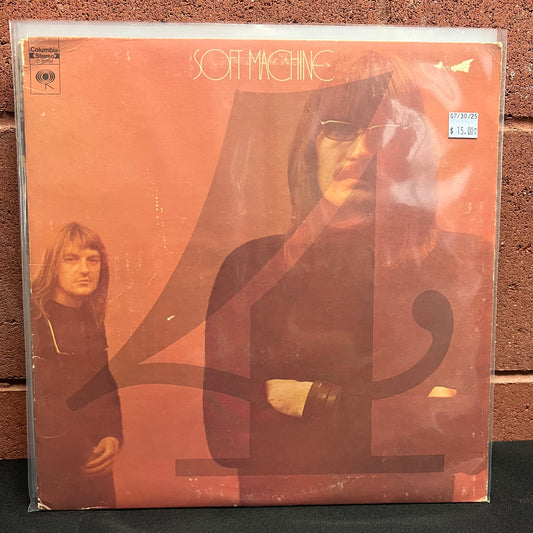 Columbia
Stereo
SOFT MACHINE
07/30/25
$ 15.00
4